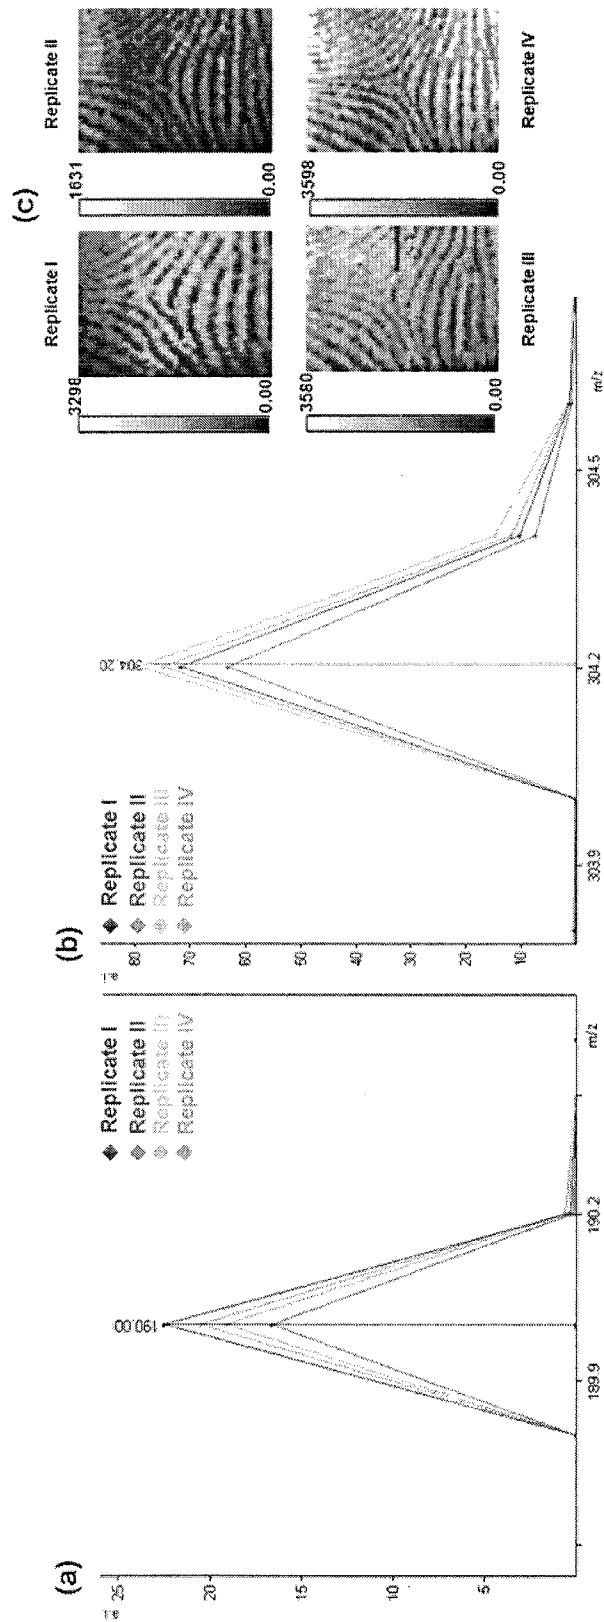 (a)
a.i.
25
20
15
10
5
190.00
189.9
190.2
m/z
Replicate I
Replicate II
Replicate III
Replicate IV
(b)
a.i.
80
70
60
50
40
30
20
10
304.20
303.9
304.2
304.5
m/z
Replicate I
Replicate II
Replicate III
Replicate IV
(c)
Replicate I
3298
0.00
Replicate II
1631
0.00
3580
0.00
Replicate III
3598
0.00
Replicate IV